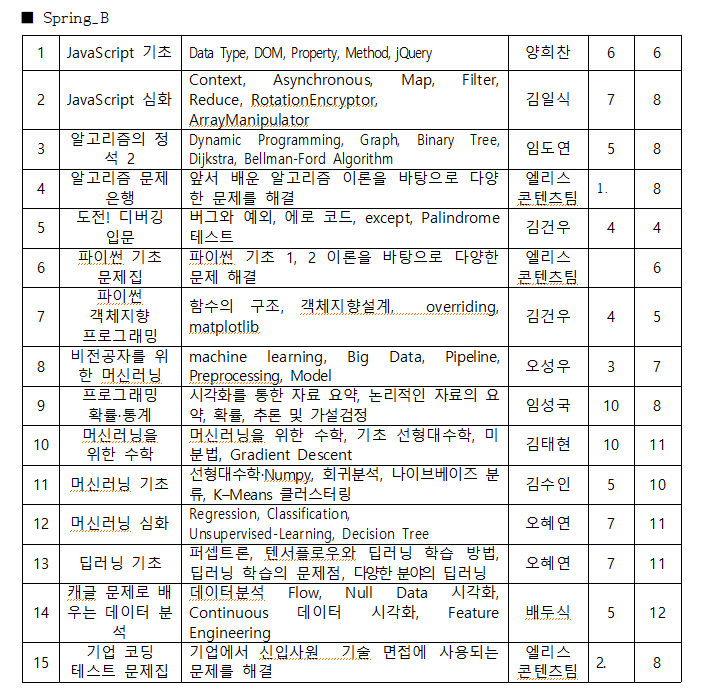 ■ Spring_B
1 JavaScript 기초 Data Type, DOM, Property, Method, jQuery 양희찬 6 6
2 JavaScript 심화 Context, Asynchronous, Map, Filter,
Reduce, RotationEncryptor,
ArrayManipulator 김일식 7 8
3 알고리즘의 정
석 2 Dynamic Programming, Graph, Binary Tree,
Dijkstra, Bellman-Ford Algorithm 임도연 5 8
4 알고리즘 문제
은행 앞서 배운 알고리즘 이론을 바탕으로 다양
한 문제를 해결 엘리스
콘텐츠팀 1. 8
5 도전! 디버깅
입문 버그와 예외, 에로 코드, except, Palindrome
테스트 김건우 4 4
6 파이썬 기초
문제집 파이썬 기초 1, 2 이론을 바탕으로 다양한
문제 해결 엘리스
콘텐츠팀 6
7 파이썬
객체지향
프로그래밍 함수의 구조, 객체지향설계, overriding,
matplotlib 김건우 4 5
8 비전공자를 위
한 머신러닝 machine learning, Big Data, Pipeline,
Preprocessing, Model 오성우 3 7
9 프로그래밍
확률·통계 시각화를 통한 자료 요약, 논리적인 자료의 요
약, 확률, 추론 및 가설검정 임성국 10 8
10 머신러닝을
위한 수학 머신러닝을 위한 수학, 기초 선형대수학, 미
분법, Gradient Descent 김태현 10 11
11 머신러닝 기초 선형대수학·Numpy, 회귀분석, 나이브베이즈 분
류, K–Means 클러스터링 김수인 5 10
12 머신러닝 심화 Regression, Classification,
Unsupervised-Learning, Decision Tree 오혜연 7 11
13 딥러닝 기초 퍼셉트론, 텐서플로우와 딥러닝 학습 방법,
딥러닝 학습의 문제점, 다양한 분야의 딥러닝 오혜연 7 11
14 캐글 문제로 배
우는 데이터 분
석 데이터분석 Flow, Null Data 시각화,
Continuous 데이터 시각화, Feature
Engineering 배두식 5 12
15 기업 코딩
테스트 문제집 기업에서 신입사원 기술 면접에 사용되는
문제를 해결 엘리스
콘텐츠팀 2. 8